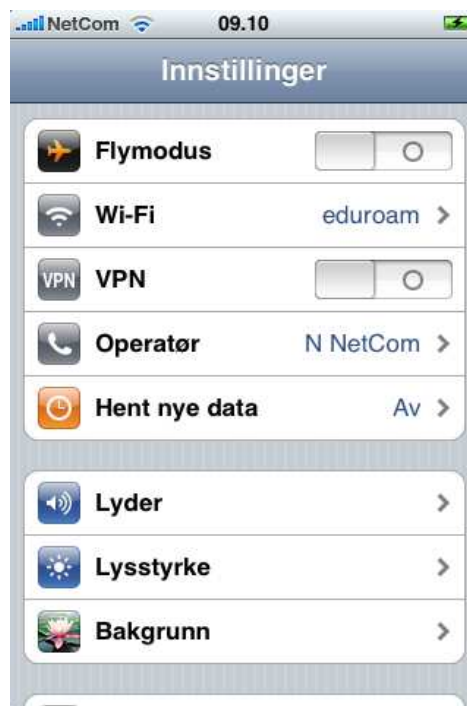 NetCom 09.10
Innstillinger
Flymodus
Wi-Fi eduroam
VPN VPN
Operatør N NetCom
Hent nye data Av
Lyder
Lysstyrke
Bakgrunn